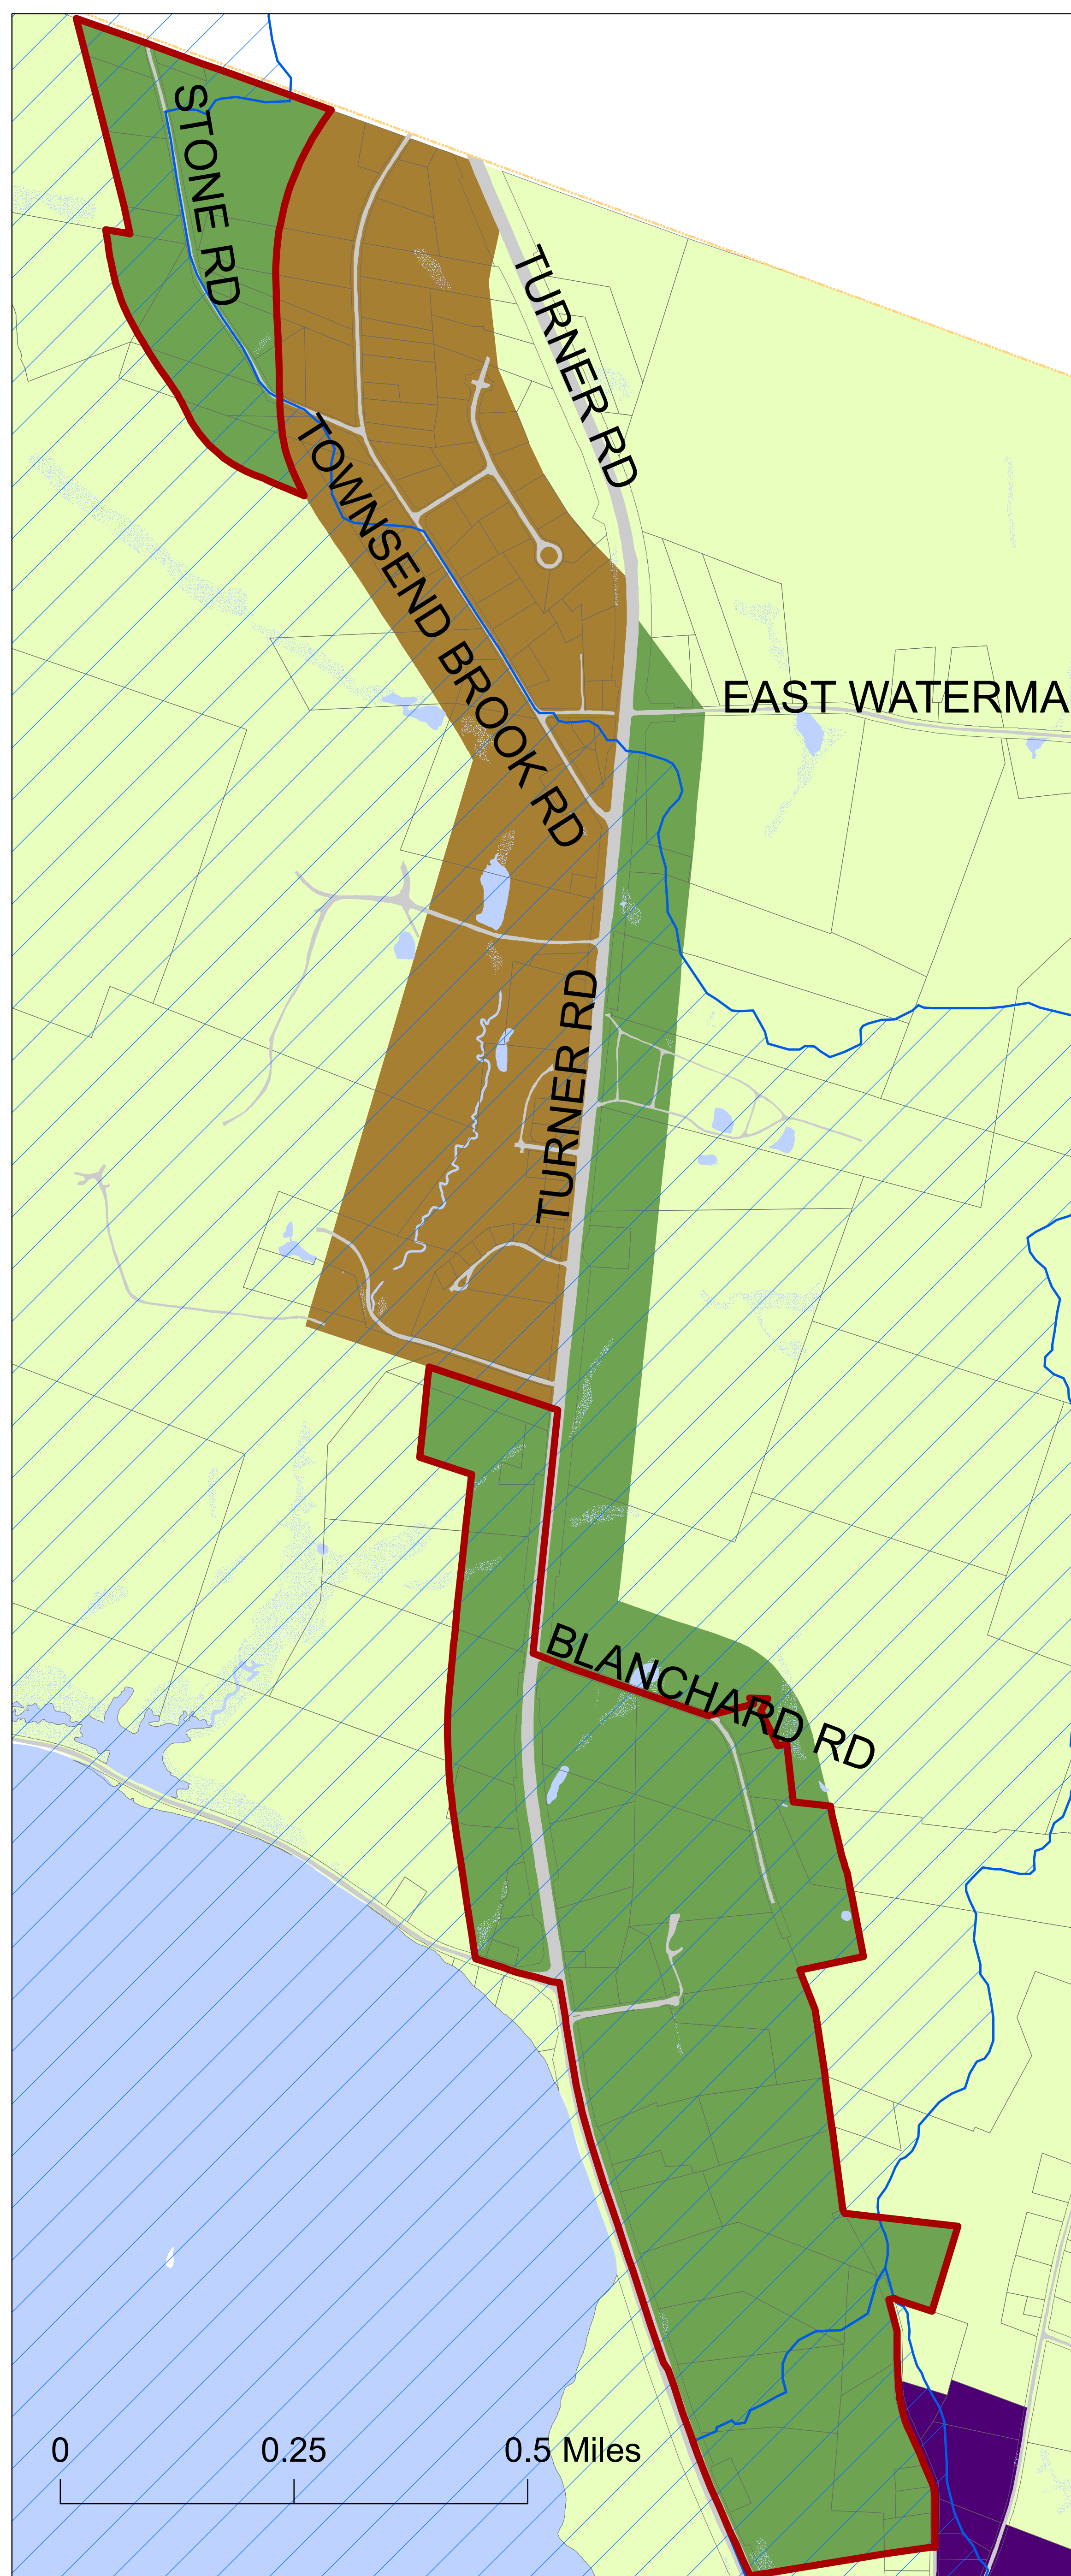 STONE RD
TURNER RD
TOWNSEND BROOK RD
EAST WATERMA
TURNER RD
BLANCHARD RD
0 0.25 0.5 Miles